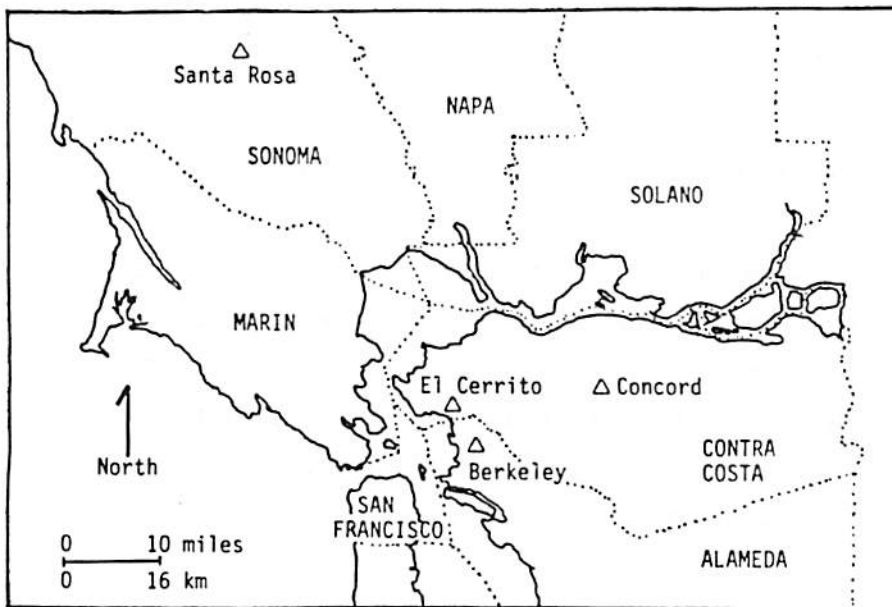 Santa Rosa
NAPA
SONOMA
SOLANO
MARIN
El Cerrito
Concord
North
Berkeley
CONTRA
COSTA
SAN
FRANCISCO
0 10 miles
0 16 km
ALAMEDA